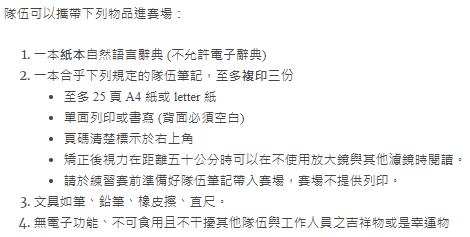 隊伍可以攜帶下列物品進賽場：
1. 一本紙本自然語言辭典 (不允許電子辭典)
2. 一本合乎下列規定的隊伍筆記，至多複印三份
• 至多 25 頁 A4 紙或 letter 紙
• 單面列印或書寫 (背面必須空白)
• 頁碼清楚標示於右上角
• 矯正後視力在距離五十公分時可以在不使用放大鏡與其他濾鏡時閱讀。
• 請於練習賽前準備好隊伍筆記帶入賽場，賽場不提供列印。
3. 文具如筆、鉛筆、橡皮擦、直尺。
4. 無電子功能、不可食用且不干擾其他隊伍與工作人員之吉祥物或是幸運物